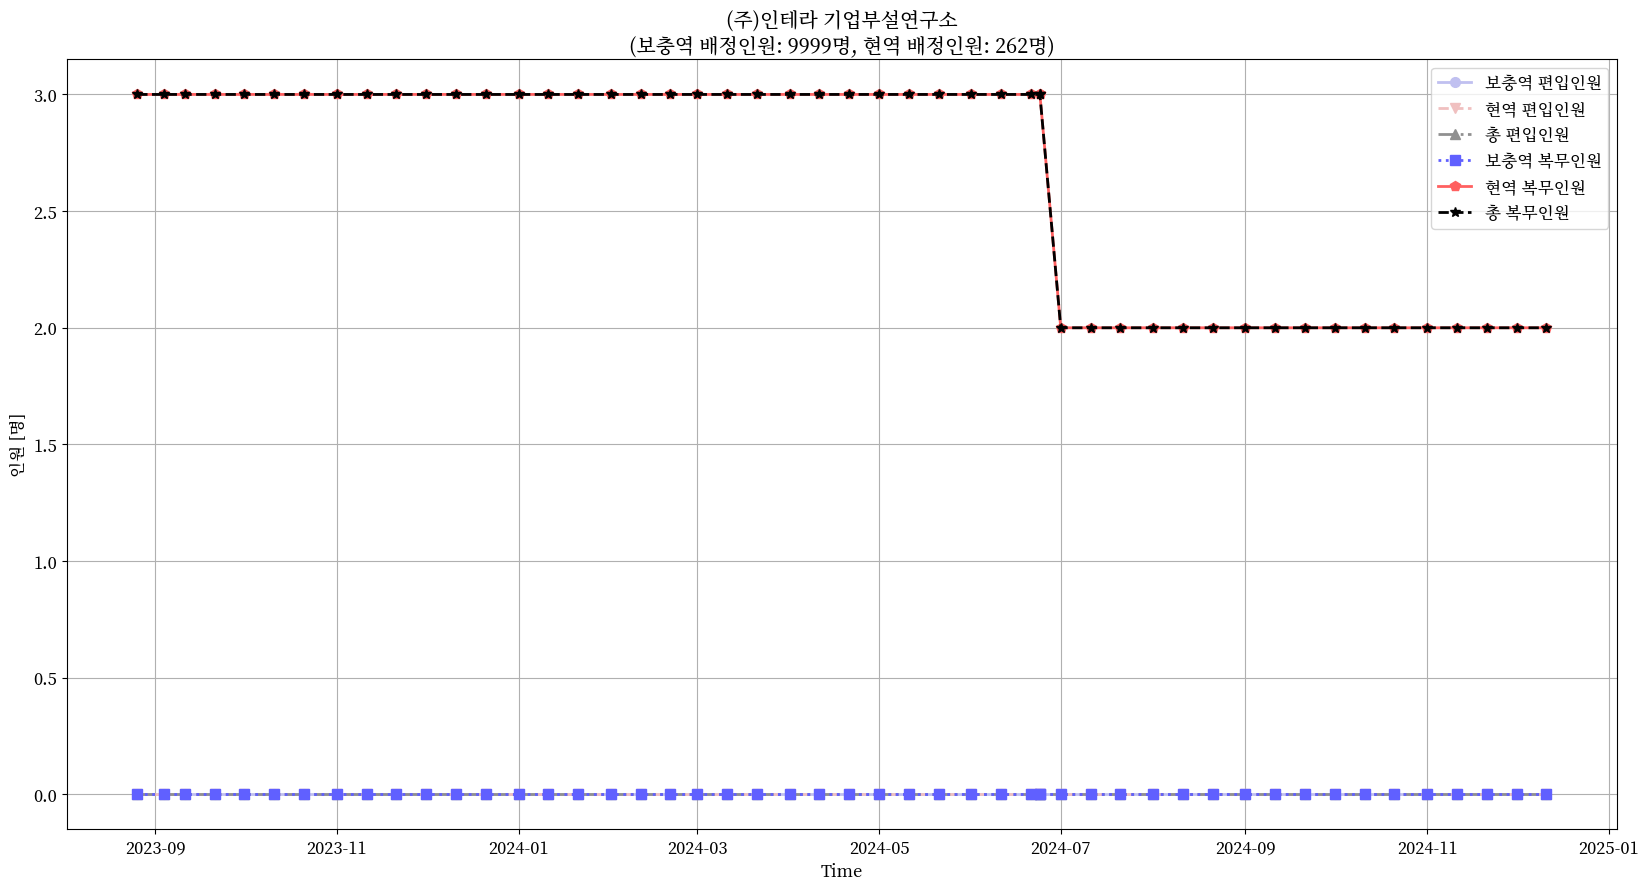 (주)인테라 기업부설연구소
(보충역 배정인원: 9999명, 현역 배정인원: 262명)
보충역 편입인원
현역 편입인원
총 편입인원
보충역 복무인원
현역 복무인원
총 복무인원
인원 [명]
3.0
2.5
2.0
1.5
1.0
0.5
0.0
2023-09
2023-11
2024-01
2024-03
2024-05
2024-07
2024-09
2024-11
2025-01
Time